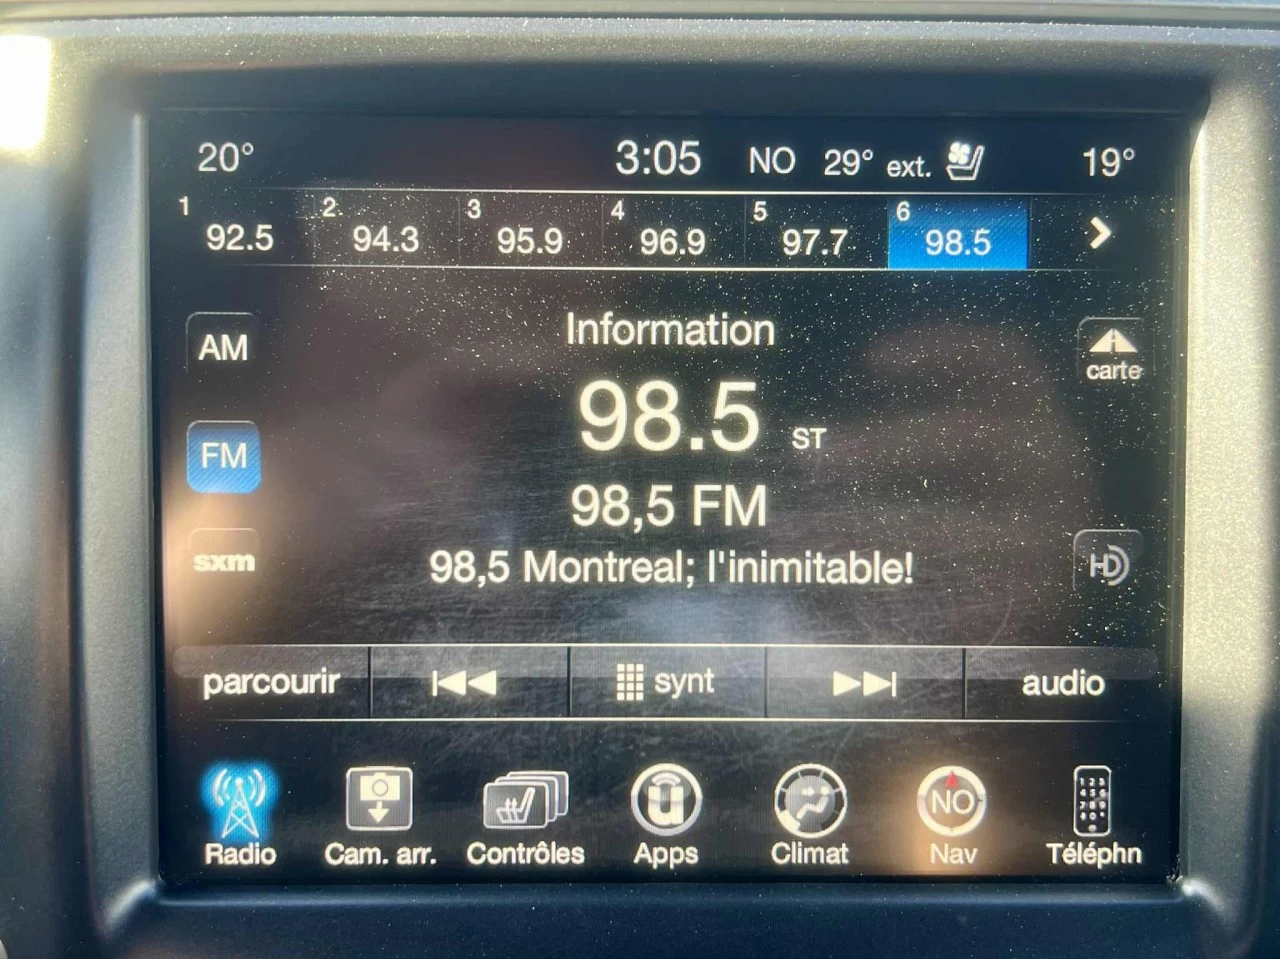 20° 3:05 NO 29° ext. 19°
1 2 3 4 5 6
92.5 94.3 95.9 96.9 97.7 98.5
Information
AM
carte
98.5 ST
FM
98,5 FM
sxm
98,5 Montreal; l'inimitable!
HD
parcourir synt audio
NO
Radio Cam. arr. Contrôles Apps Climat Nav Téléphn